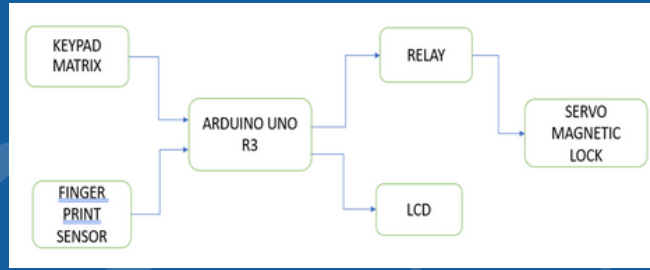 KEYPAD
MATRIX
RELAY
ARDUINO UNO
R3
SERVO
MAGNETIC
LOCK
FINGER
PRINT
SENSOR
LCD